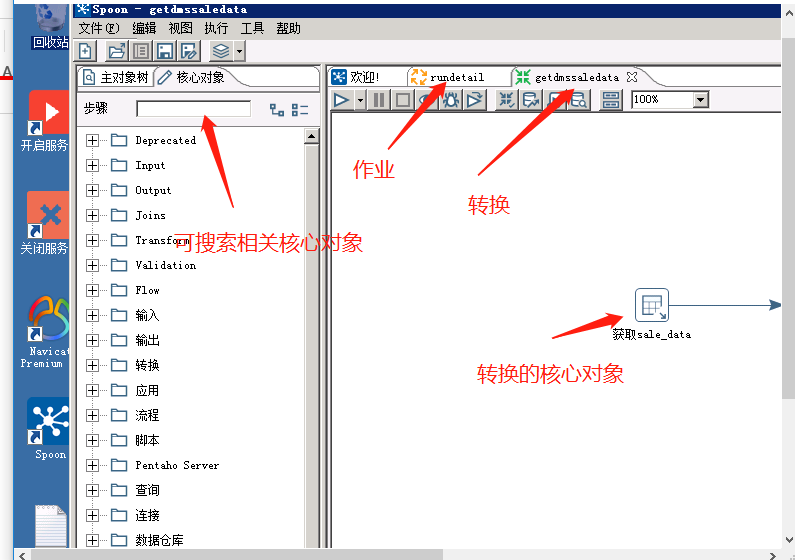 Spoon - getdmssaledata
回收站
文件(F) 编辑 视图 执行 工具 帮助
主对象树 核心对象
欢迎! rundetail getdmssaledata
A
步骤
100%
开启服务
作业
转换
可搜索相关核心对象
Deprecated
Input
Output
Joins
Transform
Validation
Flow
输入
输出
转换
应用
流程
脚本
Pentaho Server
查询
连接
数据仓库
关闭服务
Navicat
Premium
Spoon
获取sale_data
转换的核心对象